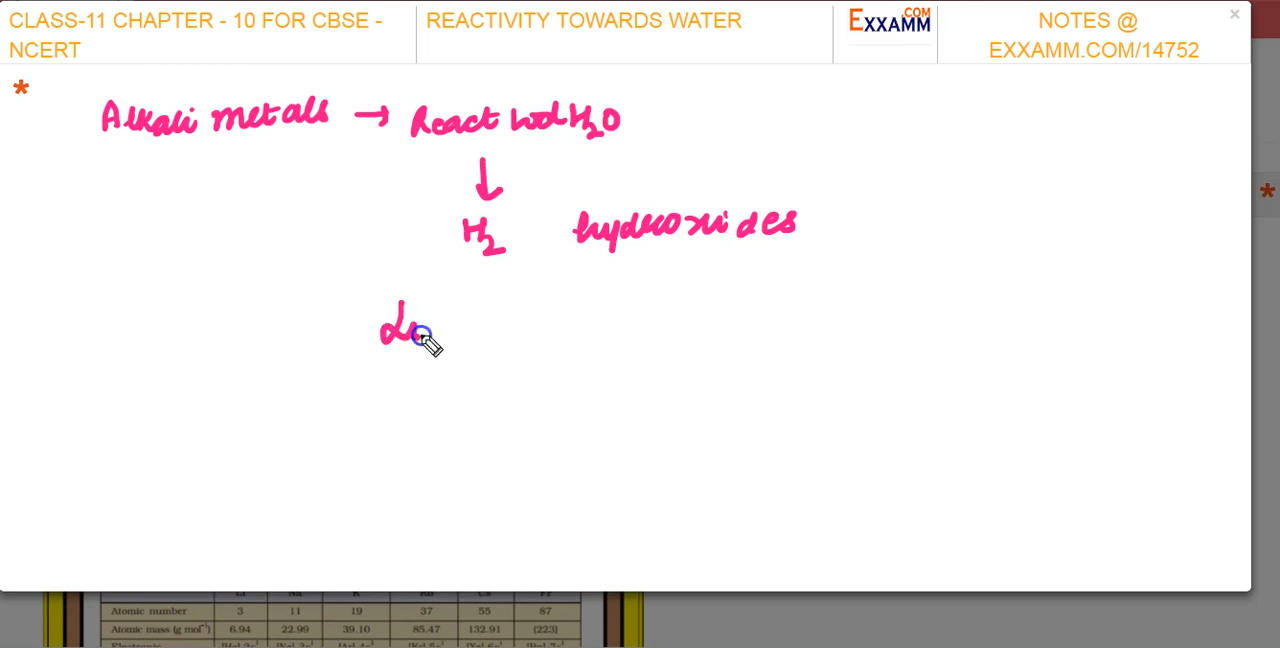 CLASS-11 CHAPTER - 10 FOR CBSE -
NCERT
REACTIVITY TOWARDS WATER
EXXAMM
.COM
NOTES @
EXXAMM.COM/14752
×
*
Alkali metals → React H2O
*
↓
H2 hydroxides
Atomic number 3 11 19 37 55 87
Atomic mass (g mol⁻¹) 6.94 22.99 39.10 85.47 132.91 (223)